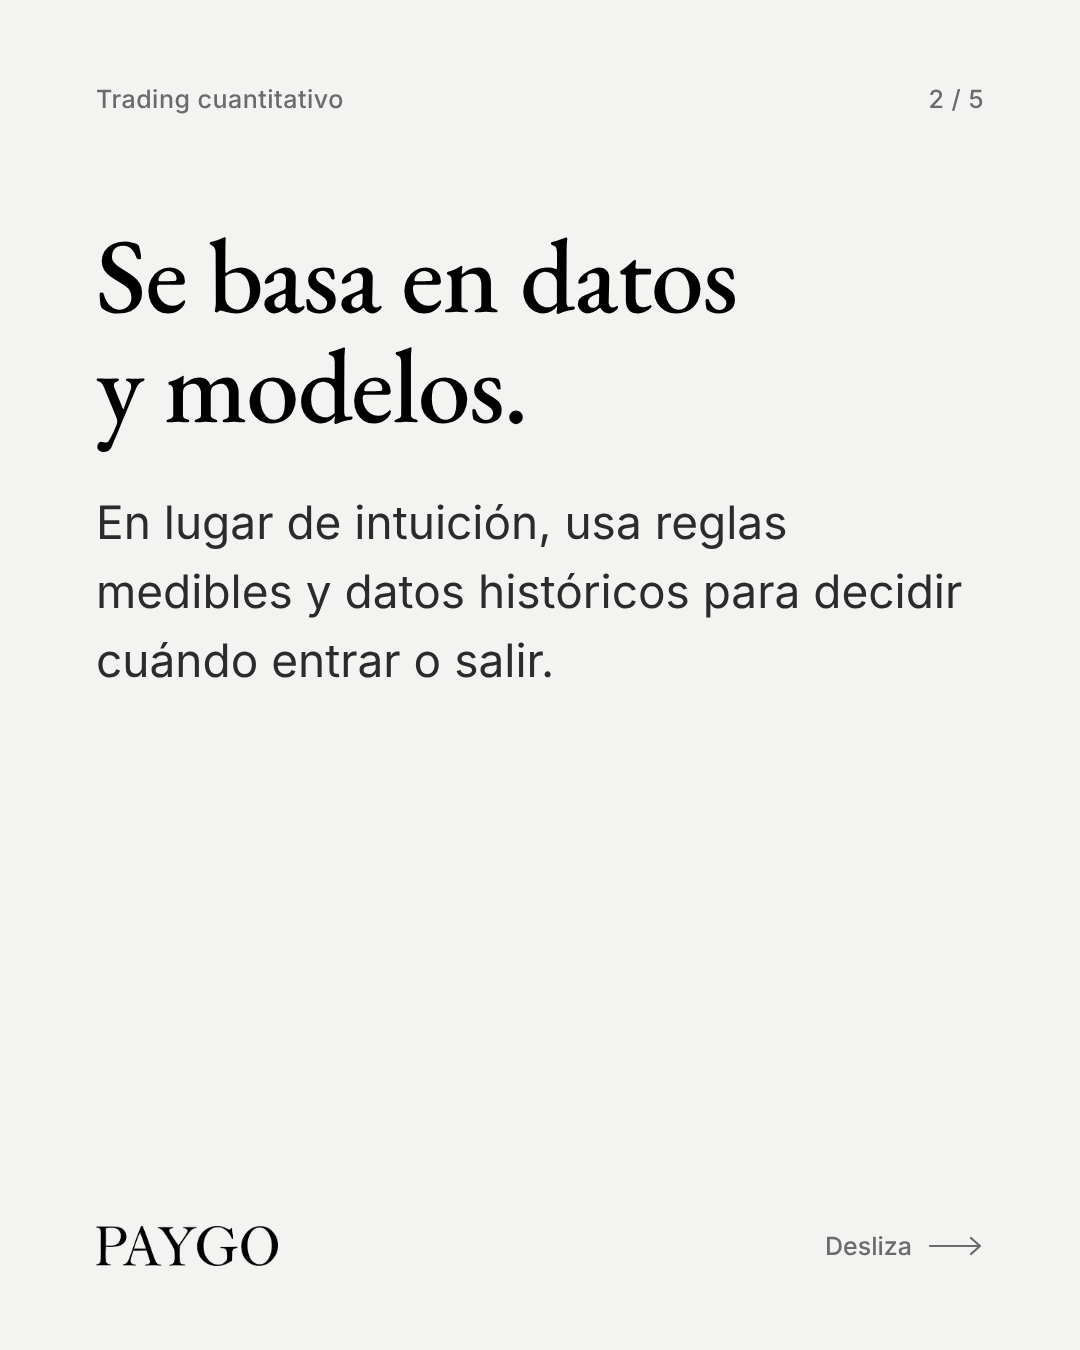 Trading cuantitativo
2 / 5
Se basa en datos
y modelos.
En lugar de intuición, usa reglas
medibles y datos históricos para decidir
cuándo entrar o salir.
PAYGO
Desliza